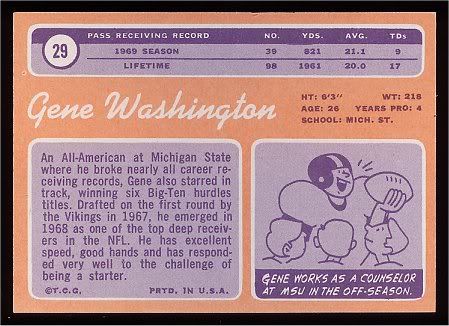 29
PASS RECEIVING RECORD NO. YDS. AVG. TDs
1969 SEASON 39 821 21.1 9
LIFETIME 98 1961 20.0 17
Gene Washington
HT: 6'3" WT: 218
AGE: 26 YEARS PRO: 4
SCHOOL: MICH. ST.
An All-American at Michigan State
where he broke nearly all career re-
ceiving records, Gene also starred in
track, winning six Big-Ten hurdles
titles. Drafted on the first round by
the Vikings in 1967, he emerged in
1968 as one of the top deep receiv-
ers in the NFL. He has excellent
speed, good hands and has respond-
ed very well to the challenge of
being a starter.
©T.C.G. PRTD. IN U.S.A.
GENE WORKS AS A COUNSELOR
AT MSU IN THE OFF-SEASON.